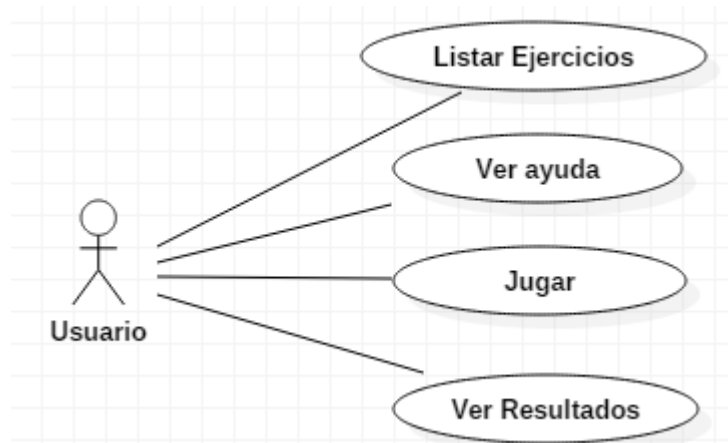 Listar Ejercicios
Ver ayuda
Jugar
Usuario
Ver Resultados